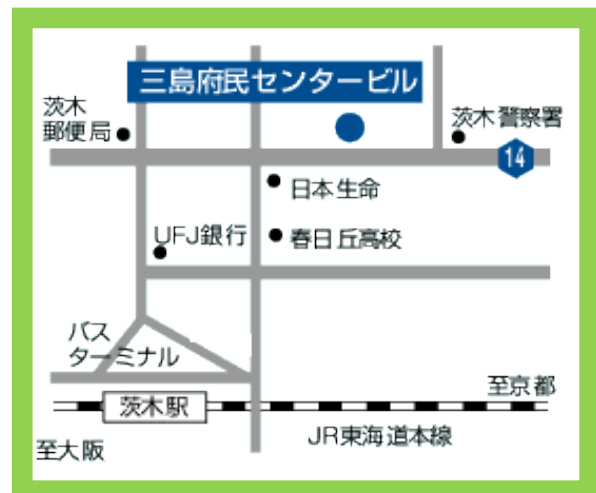 三島府民センタービル
茨木
郵便局
茨木警察署
14
日本生命
UFJ銀行
春日丘高校
バス
ターミナル
至京都
茨木駅
JR東海道本線
至大阪